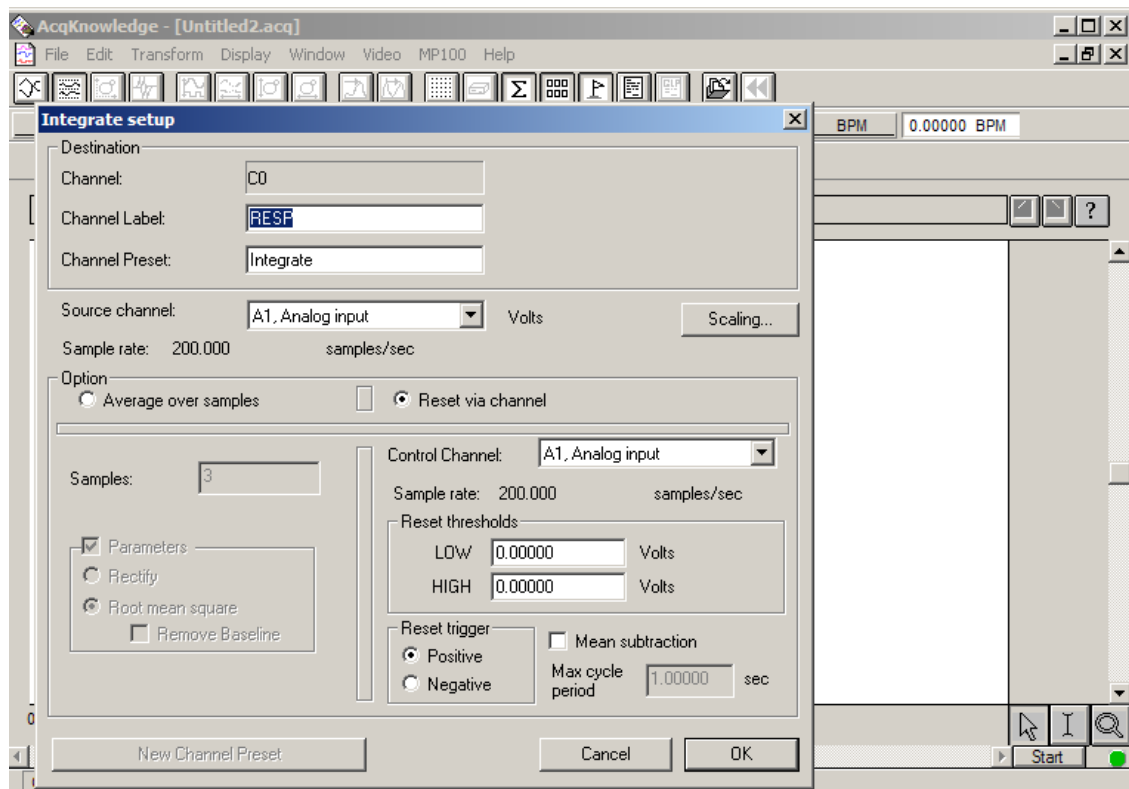 AcqKnowledge - [Untitled2.acq]
File Edit Transform Display Window Video MP100 Help
Integrate setup
BPM 0.00000 BPM
Destination
Channel: C0
Channel Label: RESP
?
Channel Preset: Integrate
Source channel: A1, Analog input Volts Scaling...
Sample rate: 200.000 samples/sec
Option
Average over samples Reset via channel
Control Channel: A1, Analog input
Samples: 3
Sample rate: 200.000 samples/sec
Reset thresholds
Parameters LOW 0.00000 Volts
Rectify HIGH 0.00000 Volts
Root mean square
Remove Baseline
Reset trigger Mean subtraction
Positive
Max cycle period 1.00000 sec
Negative
New Channel Preset Cancel OK
Start